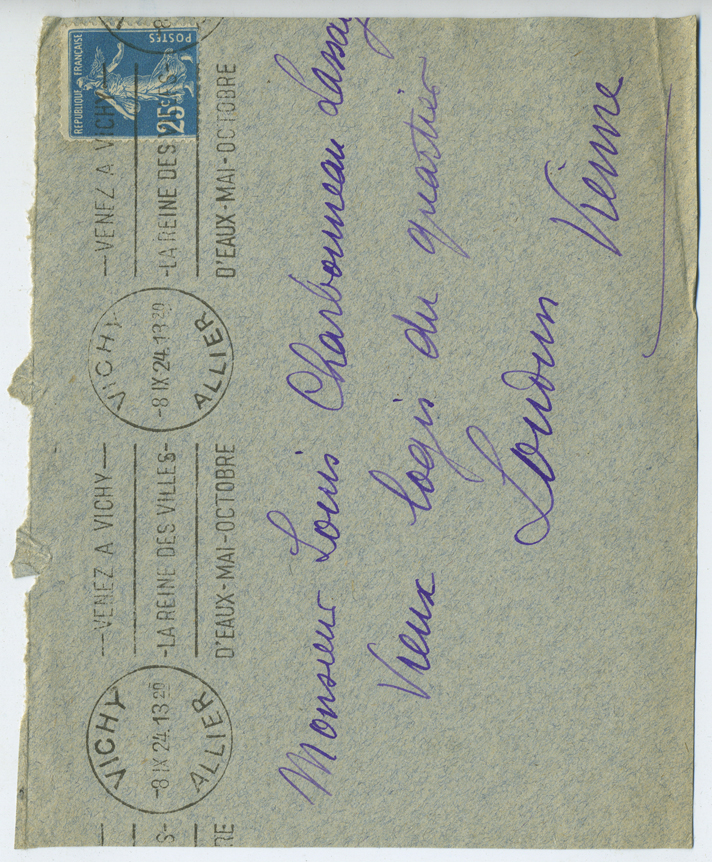 RE
S-
VICHY
-8 IX 24.13 20
ALLIER
—VENEZ A VICHY—
-LA REINE DES VILLES-
D'EAUX-MAI-OCTOBRE
VICHY
-8 IX 24.13 20
ALLIER
—VENEZ A VICHY—
-LA REINE DES
D'EAUX-MAI-OCTOBRE
REPUBLIQUE FRANÇAISE
POSTES
25c
Monsieur Louis Charbonneau Lassay
Vieux logis du quartier
Loudun
Vienne